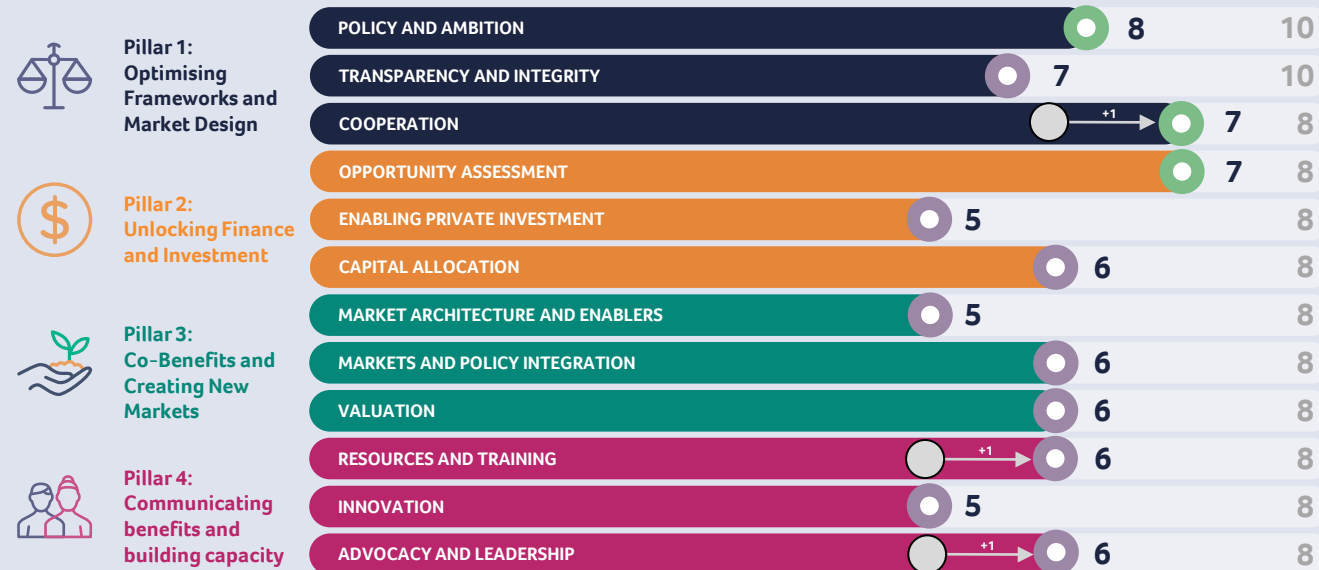 Pillar 1:
Optimising
Frameworks and
Market Design
POLICY AND AMBITION 8 10
TRANSPARENCY AND INTEGRITY 7 10
COOPERATION +1 7 8
$
Pillar 2:
Unlocking Finance
and Investment
OPPORTUNITY ASSESSMENT 7 8
ENABLING PRIVATE INVESTMENT 5 8
CAPITAL ALLOCATION 6 8
Pillar 3:
Co-Benefits and
Creating New
Markets
MARKET ARCHITECTURE AND ENABLERS 5 8
MARKETS AND POLICY INTEGRATION 6 8
VALUATION 6 8
Pillar 4:
Communicating
benefits and
building capacity
RESOURCES AND TRAINING +1 6 8
INNOVATION 5 8
ADVOCACY AND LEADERSHIP +1 6 8